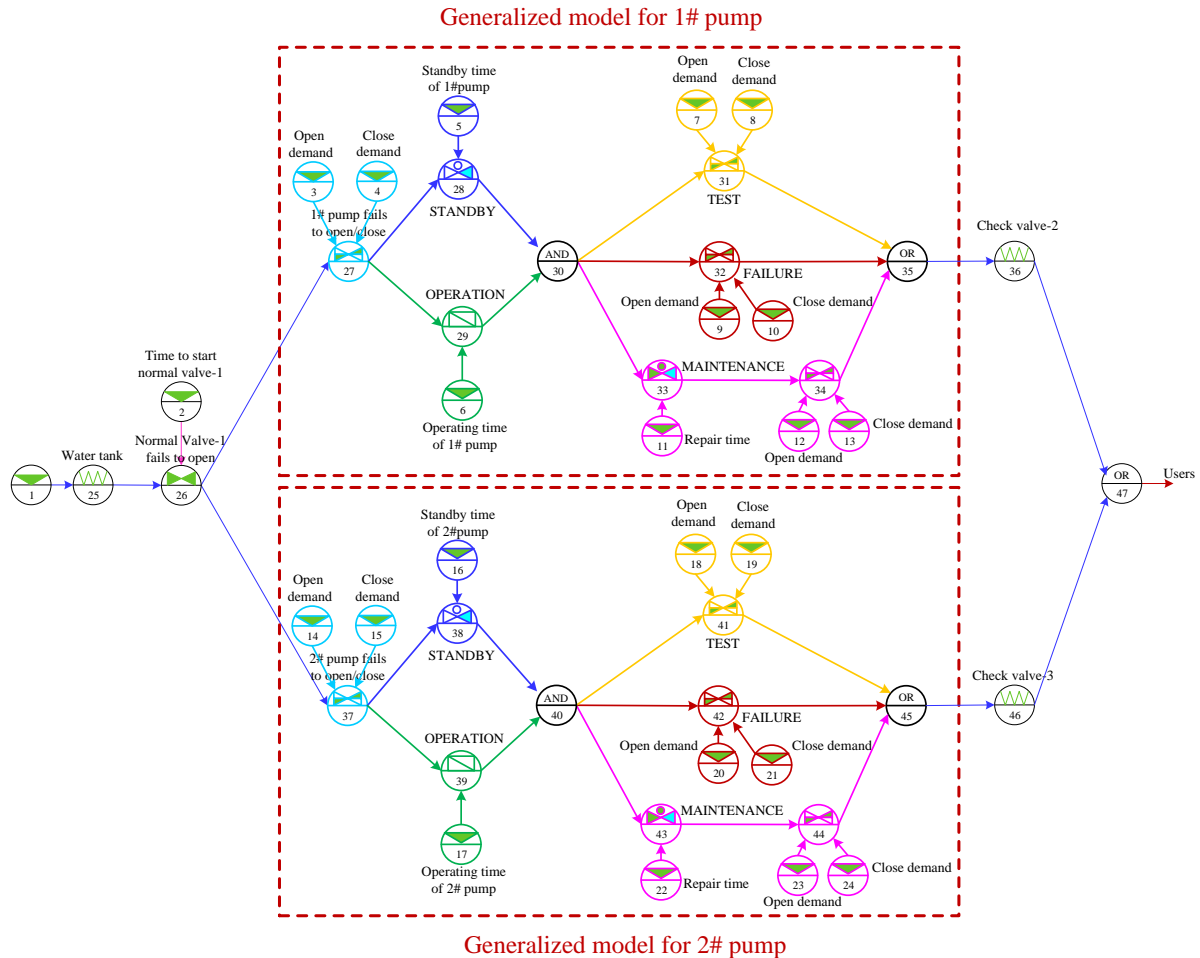 Generalized model for 1# pump
Standby time
of 1#pump
5
Open
demand
3
Close
demand
4
28
STANDBY
1# pump fails
to open/close
27
OPERATION
29
6
Operating time
of 1# pump
AND
30
Open
demand
7
Close
demand
8
31
TEST
32
FAILURE
Open demand
9
Close demand
10
33
MAINTENANCE
34
11
Repair time
12
Open demand
13
Close demand
OR
35
Check valve-2
36
Time to start
normal valve-1
2
Normal Valve-1
fails to open
26
1
Water tank
25
OR
47
Users
Standby time
of 2#pump
16
Open
demand
14
Close
demand
15
38
STANDBY
2# pump fails
to open/close
37
OPERATION
39
17
Operating time
of 2# pump
AND
40
Open
demand
18
Close
demand
19
41
TEST
42
FAILURE
Open demand
20
Close demand
21
43
MAINTENANCE
44
22
Repair time
23
Open demand
24
Close demand
OR
45
Check valve-3
46
Generalized model for 2# pump